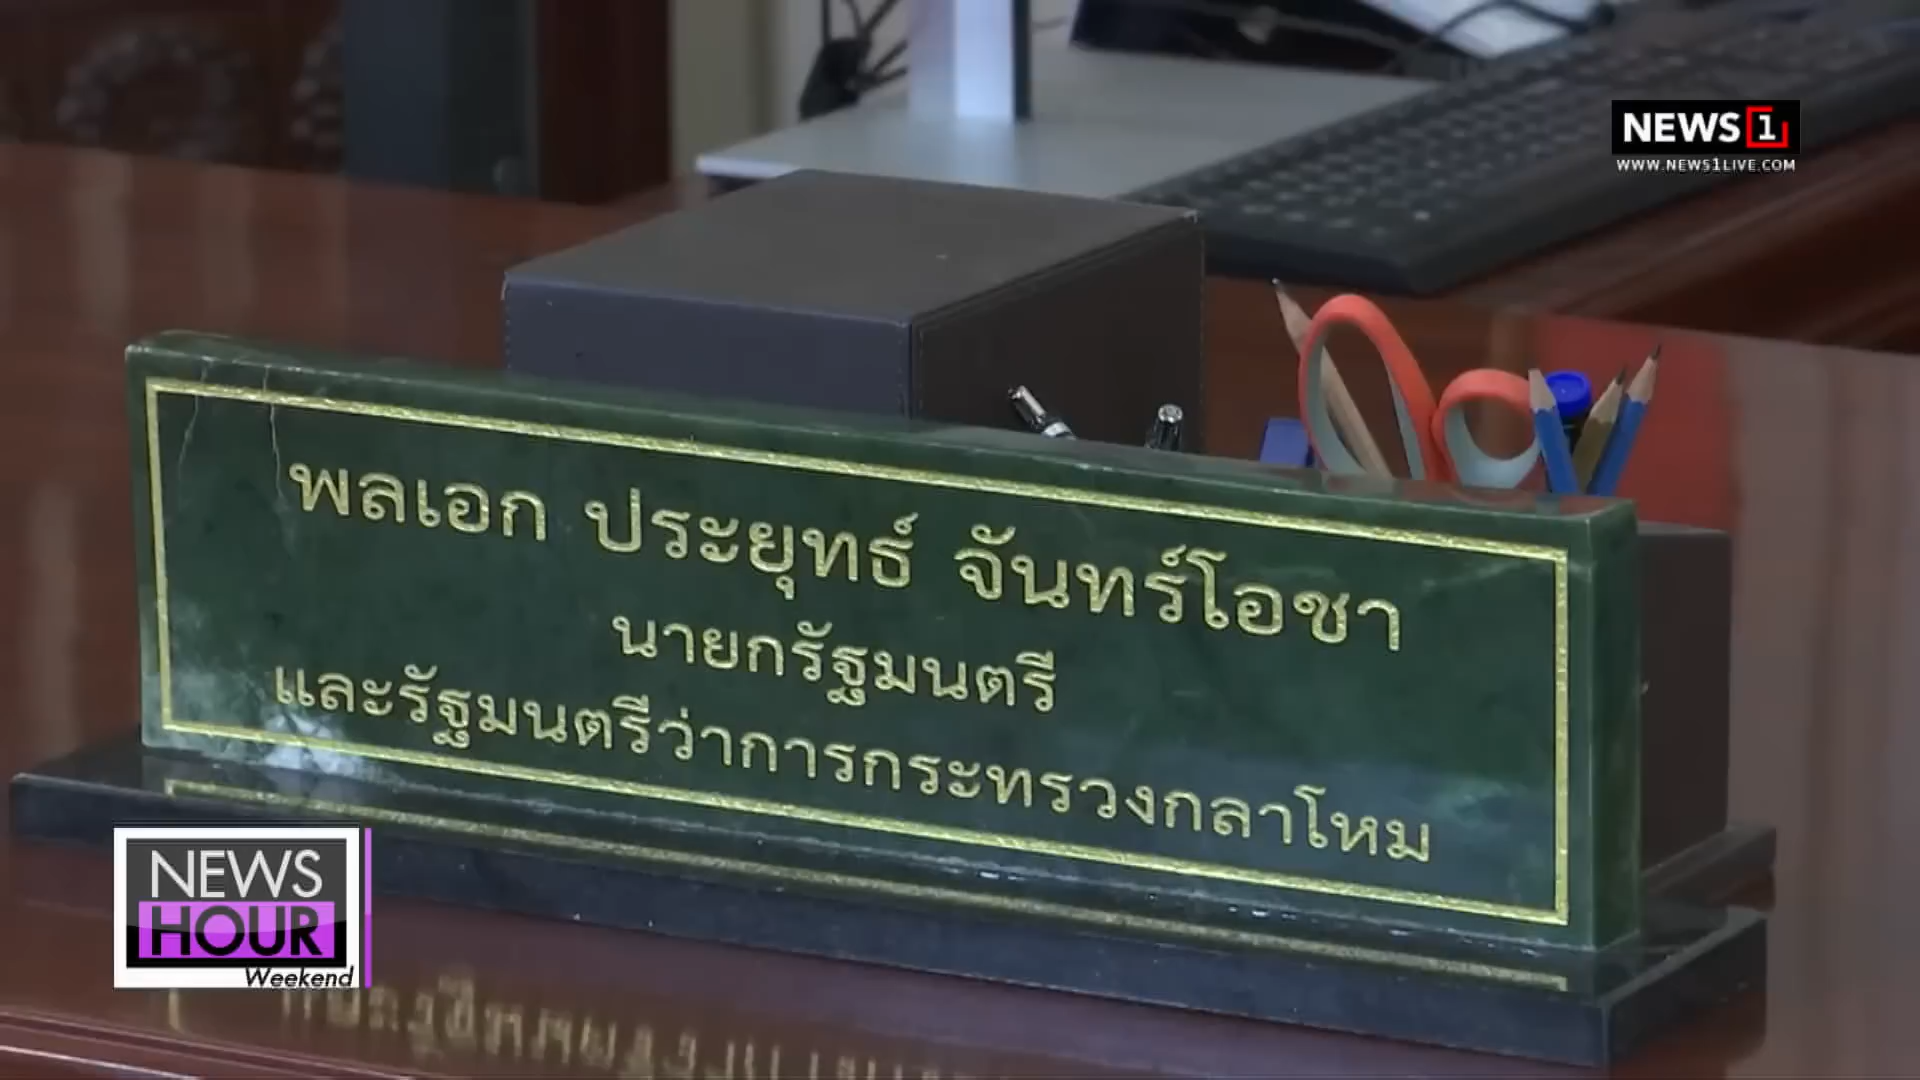 NEWS 1
WWW.NEWS1LIVE.COM
พลเอก ประยุทธ์ จันทร์โอชา
นายกรัฐมนตรี
และรัฐมนตรีว่าการกระทรวงกลาโหม
NEWS
HOUR
Weekend